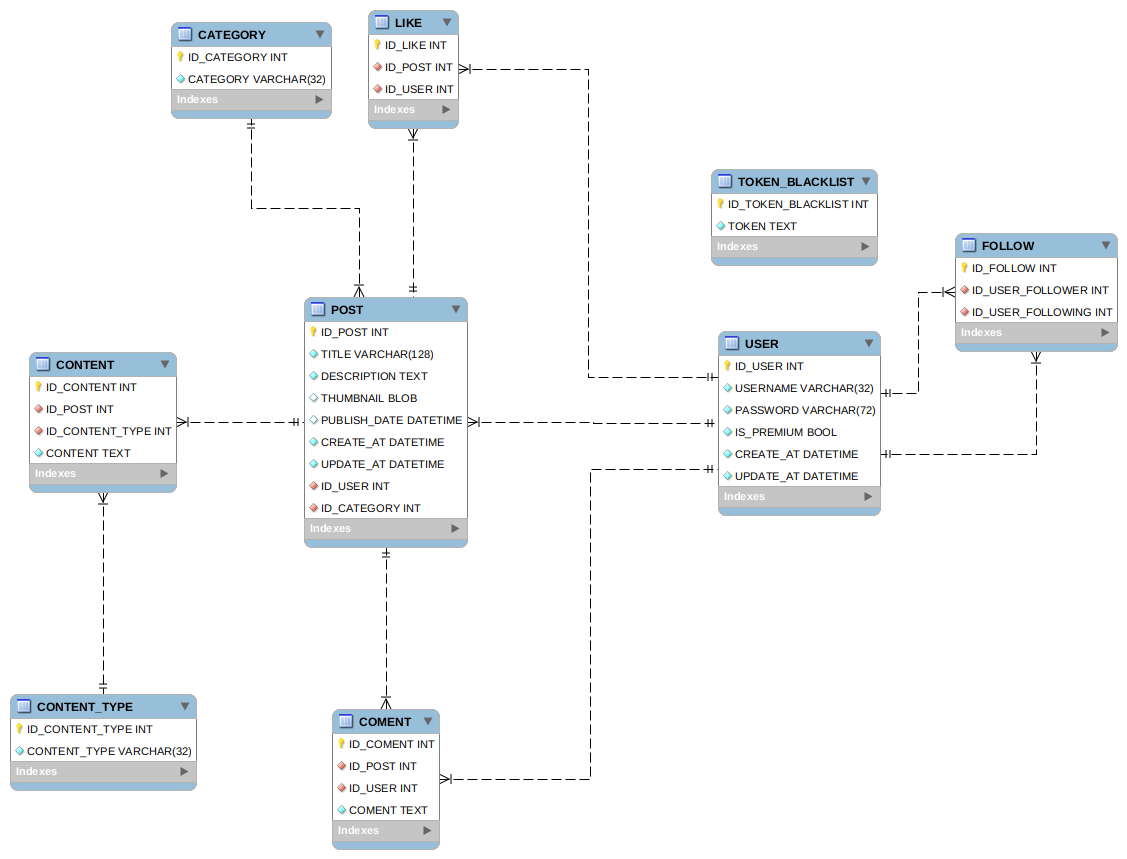 CATEGORY
ID_CATEGORY INT
CATEGORY VARCHAR(32)
Indexes
LIKE
ID_LIKE INT
ID_POST INT
ID_USER INT
Indexes
TOKEN_BLACKLIST
ID_TOKEN_BLACKLIST INT
TOKEN TEXT
Indexes
FOLLOW
ID_FOLLOW INT
ID_USER_FOLLOWER INT
ID_USER_FOLLOWING INT
Indexes
POST
ID_POST INT
TITLE VARCHAR(128)
DESCRIPTION TEXT
THUMBNAIL BLOB
PUBLISH_DATE DATETIME
CREATE_AT DATETIME
UPDATE_AT DATETIME
ID_USER INT
ID_CATEGORY INT
Indexes
USER
ID_USER INT
USERNAME VARCHAR(32)
PASSWORD VARCHAR(72)
IS_PREMIUM BOOL
CREATE_AT DATETIME
UPDATE_AT DATETIME
Indexes
CONTENT
ID_CONTENT INT
ID_POST INT
ID_CONTENT_TYPE INT
CONTENT TEXT
Indexes
CONTENT_TYPE
ID_CONTENT_TYPE INT
CONTENT_TYPE VARCHAR(32)
Indexes
COMENT
ID_COMENT INT
ID_POST INT
ID_USER INT
COMENT TEXT
Indexes